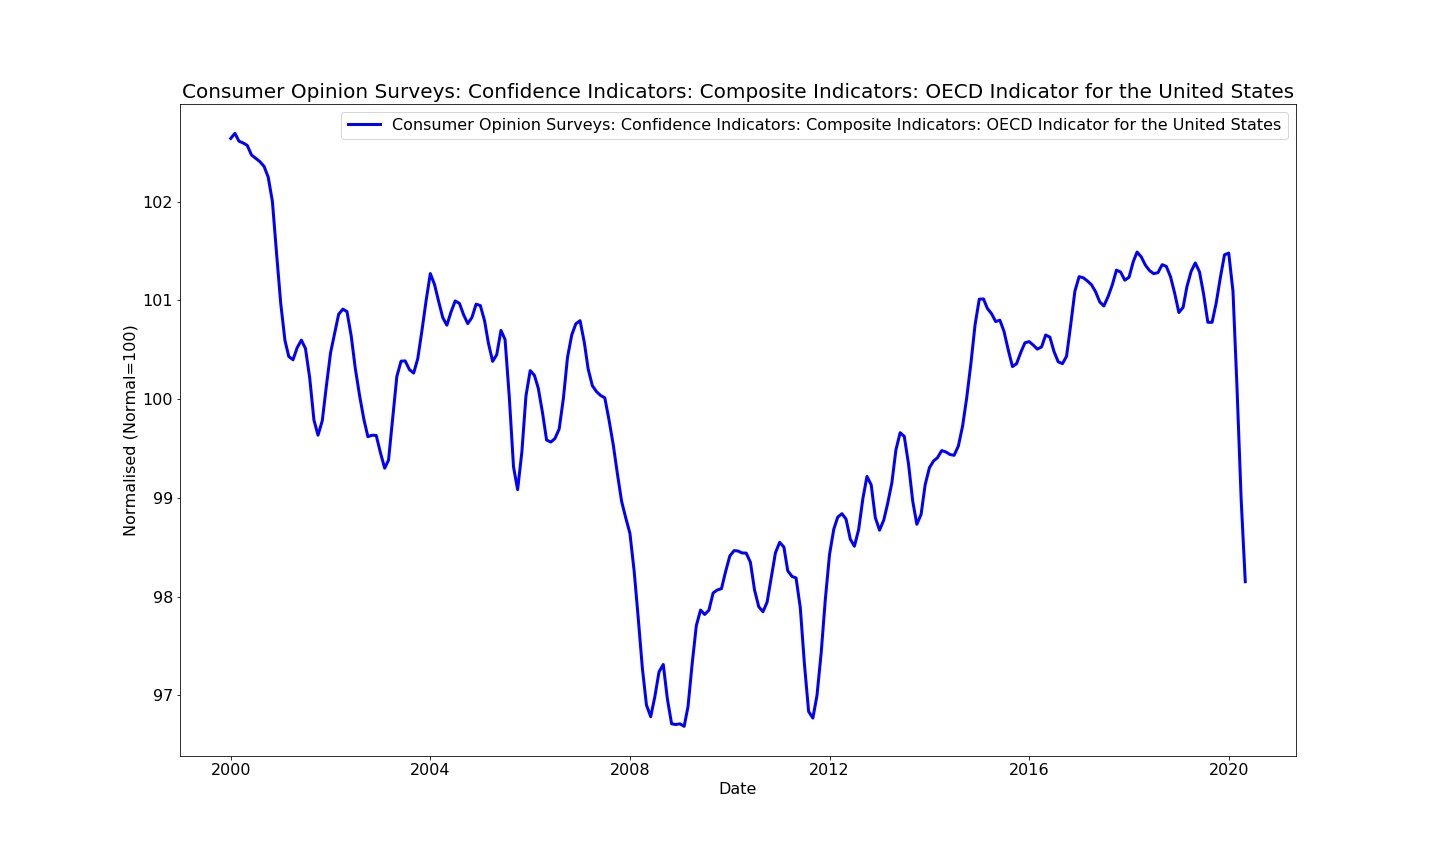 Consumer Opinion Surveys: Confidence Indicators: Composite Indicators: OECD Indicator for the United States
Consumer Opinion Surveys: Confidence Indicators: Composite Indicators: OECD Indicator for the United States
Normalised (Normal=100)
102
101
100
99
98
97
2000 2004 2008 2012 2016 2020
Date